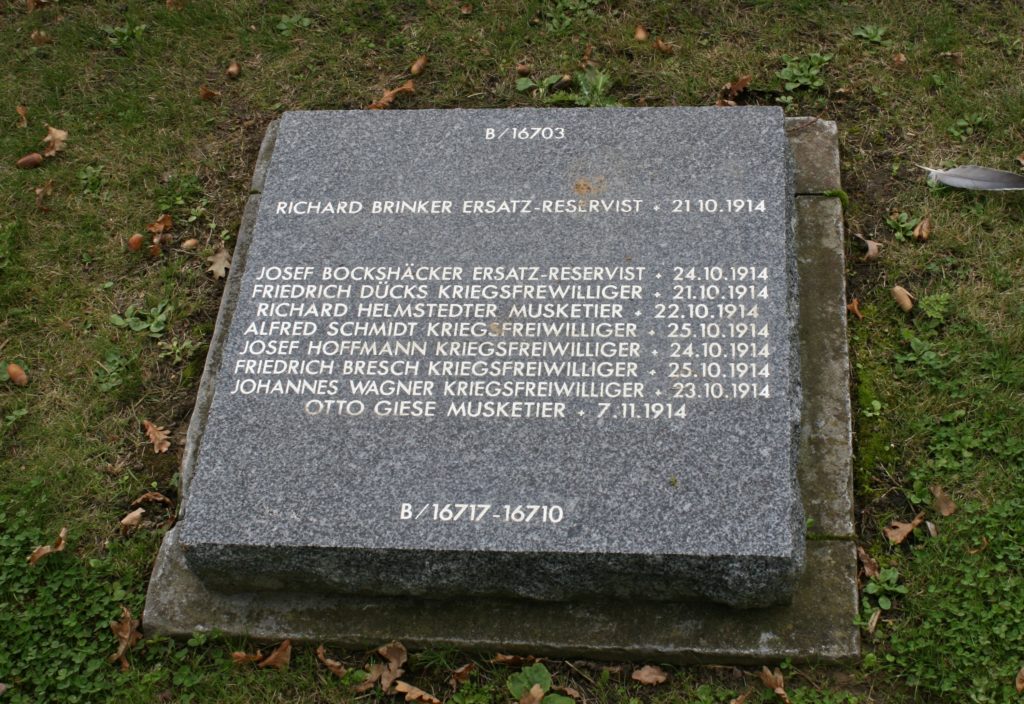 B/16703
RICHARD BRINKER ERSATZ-RESERVIST + 21.10.1914
JOSEF BOCKSHÄCKER ERSATZ-RESERVIST + 24.10.1914
FRIEDRICH DÜCKS KRIEGSFREWILLIGER + 21.10.1914
RICHARD HELMSTEDTER MUSKETIER + 22.10.1914
ALFRED SCHMIDT KRIEGSFREIWILLIGER + 25.10.1914
JOSEF HOFFMANN KRIEGSFREIWILLIGER + 24.10.1914
FRIEDRICH BRESCH KRIEGSFREIWILLIGER + 25.10.1914
JOHANNES WAGNER KRIEGSFREIWILLIGER + 23.10.1914
OTTO GIESE MUSKETIER + 7.11.1914
B/16717-16710